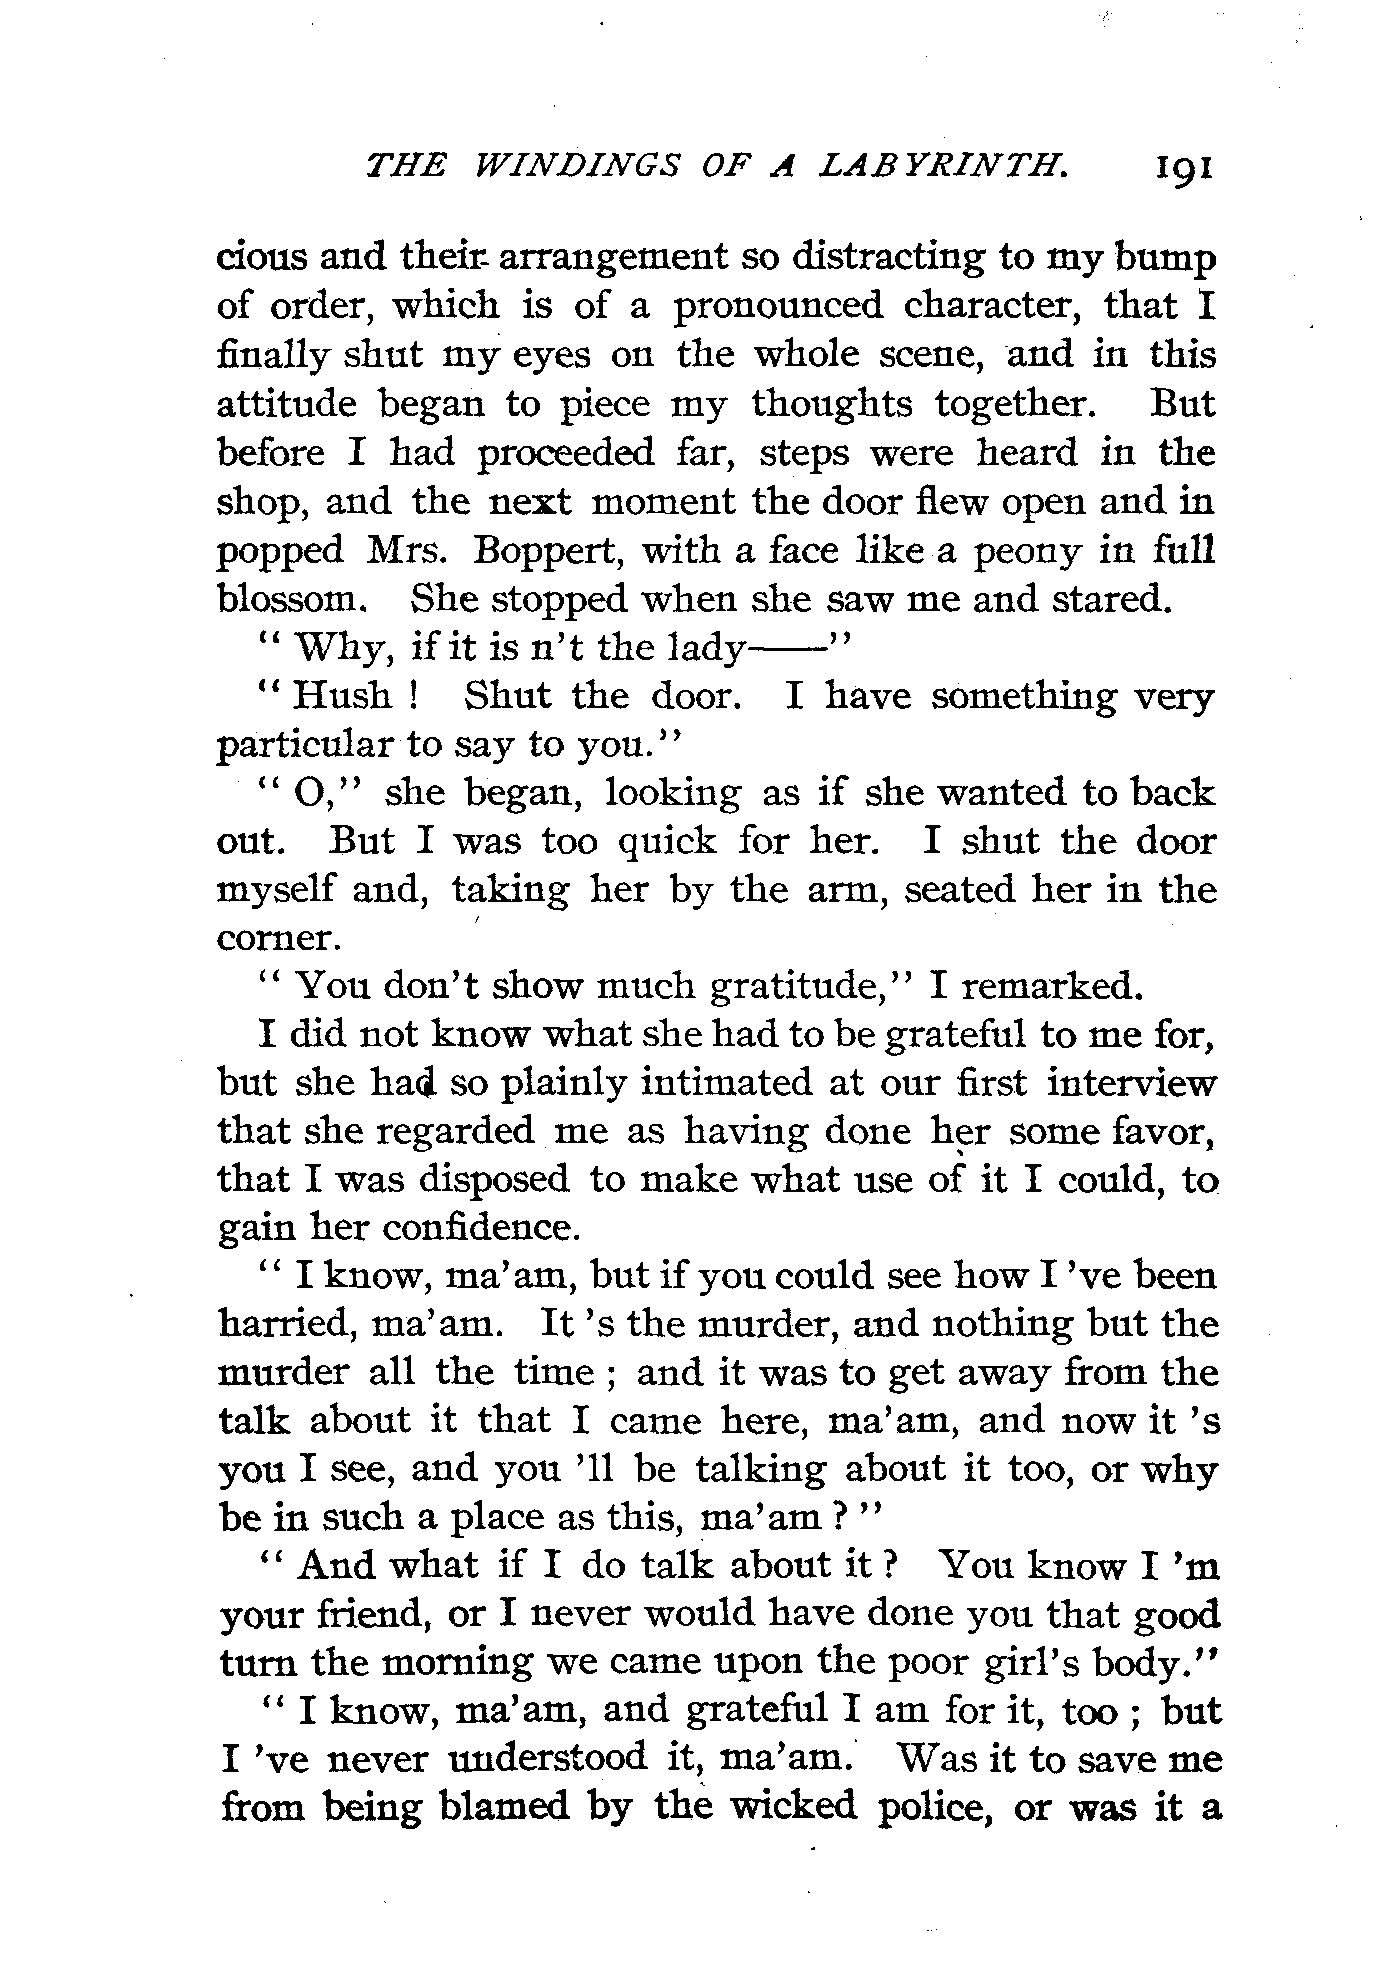 THE WINDINGS OF A LABYRINTH. 191
cious and their arrangement so distracting to my bump
of order, which is of a pronounced character, that I
finally shut my eyes on the whole scene, and in this
attitude began to piece my thoughts together. But
before I had proceeded far, steps were heard in the
shop, and the next moment the door flew open and in
popped Mrs. Boppert, with a face like a peony in full
blossom. She stopped when she saw me and stared.
"Why, if it is n't the lady——"
"Hush! Shut the door. I have something very
particular to say to you."
"O," she began, looking as if she wanted to back
out. But I was too quick for her. I shut the door
myself and, taking her by the arm, seated her in the
corner.
"You don't show much gratitude," I remarked.
I did not know what she had to be grateful to me for,
but she had so plainly intimated at our first interview
that she regarded me as having done her some favor,
that I was disposed to make what use of it I could, to
gain her confidence.
"I know, ma'am, but if you could see how I 've been
harried, ma'am. It 's the murder, and nothing but the
murder all the time; and it was to get away from the
talk about it that I came here, ma'am, and now it 's
you I see, and you 'll be talking about it too, or why
be in such a place as this, ma'am?"
"And what if I do talk about it? You know I 'm
your friend, or I never would have done you that good
turn the morning we came upon the poor girl's body."
"I know, ma'am, and grateful I am for it, too; but
I 've never understood it, ma'am. Was it to save me
from being blamed by the wicked police, or was it a